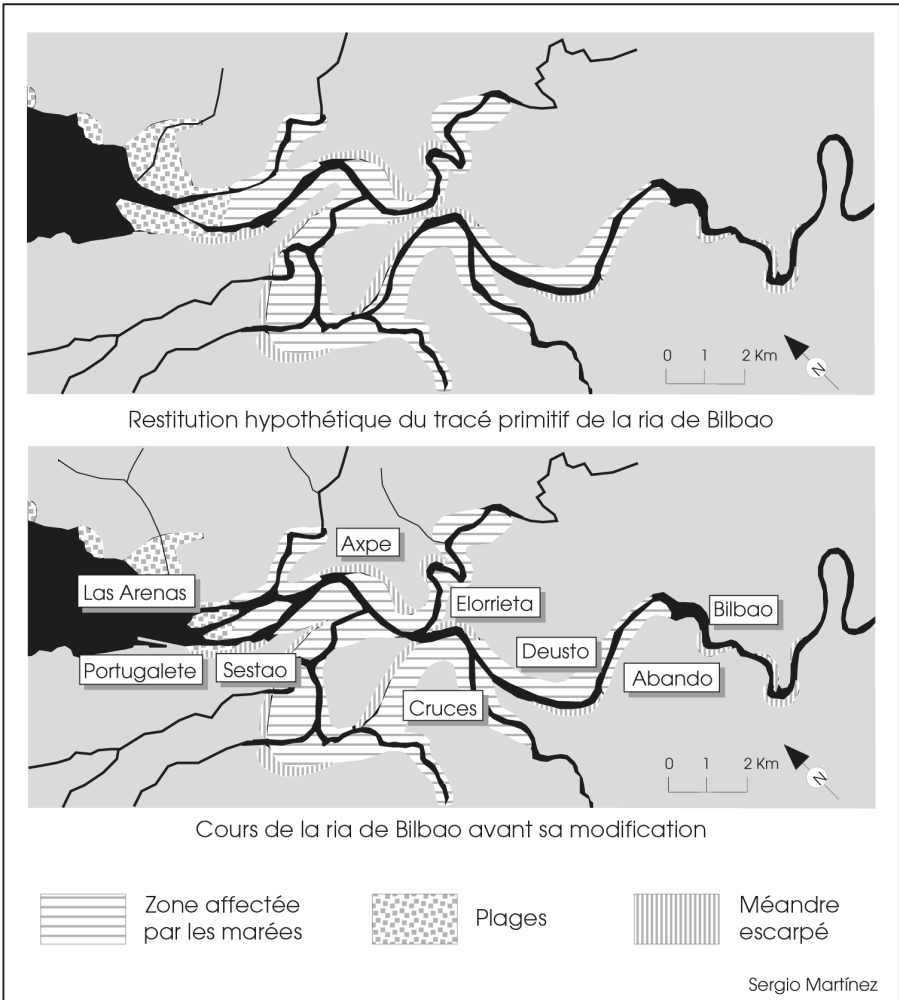 0 1 2 Km
N
Restitution hypothétique du tracé primitif de la ria de Bilbao
Axpe
Las Arenas
Elorrieta
Bilbao
Deusto
Portugalete
Sestao
Abando
Cruces
0 1 2 Km
N
Cours de la ria de Bilbao avant sa modification
Zone affectée
par les marées
Plages
Méandre
escarpé
Sergio Martínez